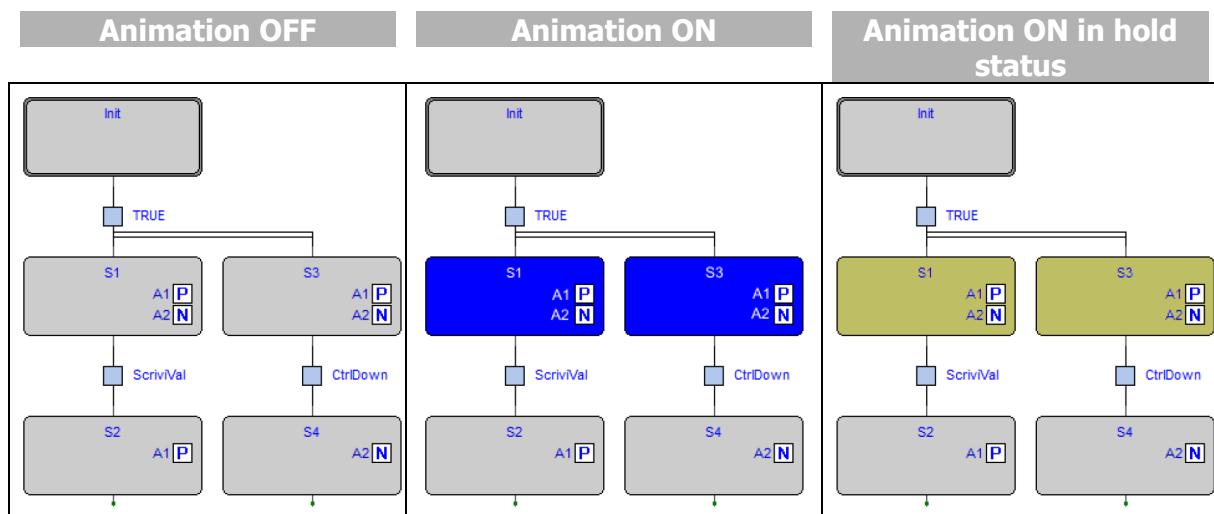 Animation OFF
Animation ON
Animation ON in hold
status
Init
TRUE
S1
A1 P
A2 N
S3
A1 P
A2 N
ScriviVal
CtrlDown
S2
A1 P
S4
A2 N
Init
TRUE
S1
A1 P
A2 N
S3
A1 P
A2 N
ScriviVal
CtrlDown
S2
A1 P
S4
A2 N
Init
TRUE
S1
A1 P
A2 N
S3
A1 P
A2 N
ScriviVal
CtrlDown
S2
A1 P
S4
A2 N